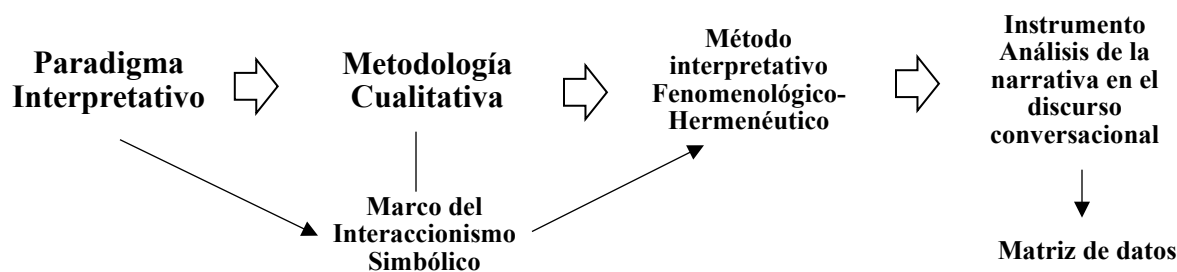 Paradigma
Interpretativo
Metodología
Cualitativa
Método
interpretativo
Fenomenológico-
Hermenéutico
Instrumento
Análisis de la
narrativa en el
discurso
conversacional
Marco del
Interaccionismo
Simbólico
Matriz de datos